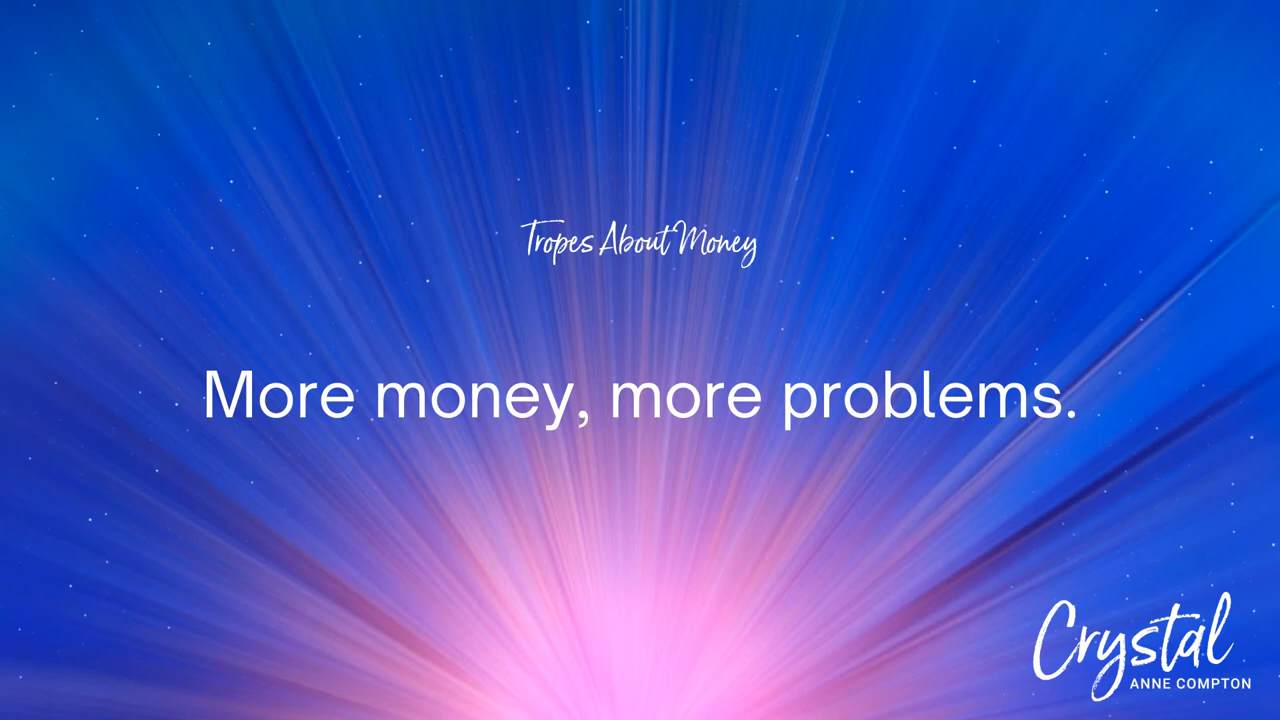 Tropes About Money
More money, more problems.
Crystal
ANNE COMPTON